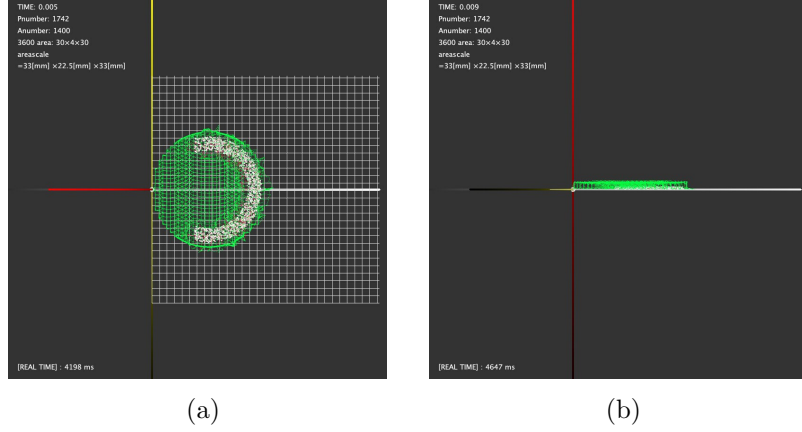 TIME: 0.005
Pnumber: 1742
Anumber: 1400
3600 area: 30×4×30
areascale
=33[mm] ×22.5[mm] ×33[mm]
[REAL TIME] : 4198 ms
(a)
TIME: 0.009
Pnumber: 1742
Anumber: 1400
3600 area: 30×4×30
areascale
=33[mm] ×22.5[mm] ×33[mm]
[REAL TIME] : 4647 ms
(b)